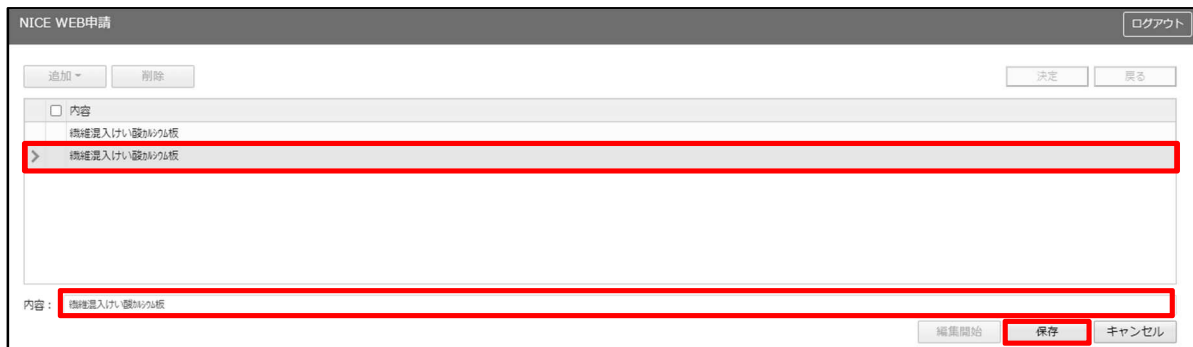 NICE WEB申請 ログアウト
追加 削除 決定 戻る
内容
繊維混入けい酸ｶﾙｼｳﾑ板
繊維混入けい酸ｶﾙｼｳﾑ板
内容： 繊維混入けい酸ｶﾙｼｳﾑ板
編集開始 保存 キャンセル